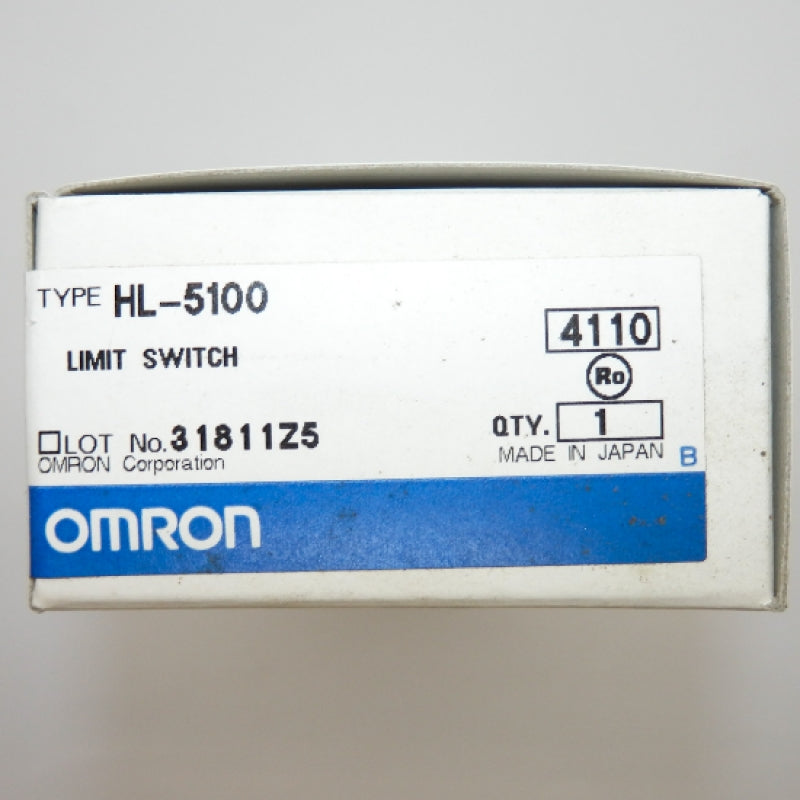 TYPE HL-5100
4110
LIMIT SWITCH
Ro
QTY. 1
□LOT No. 31811Z5
MADE IN JAPAN B
OMRON Corporation
OMRON